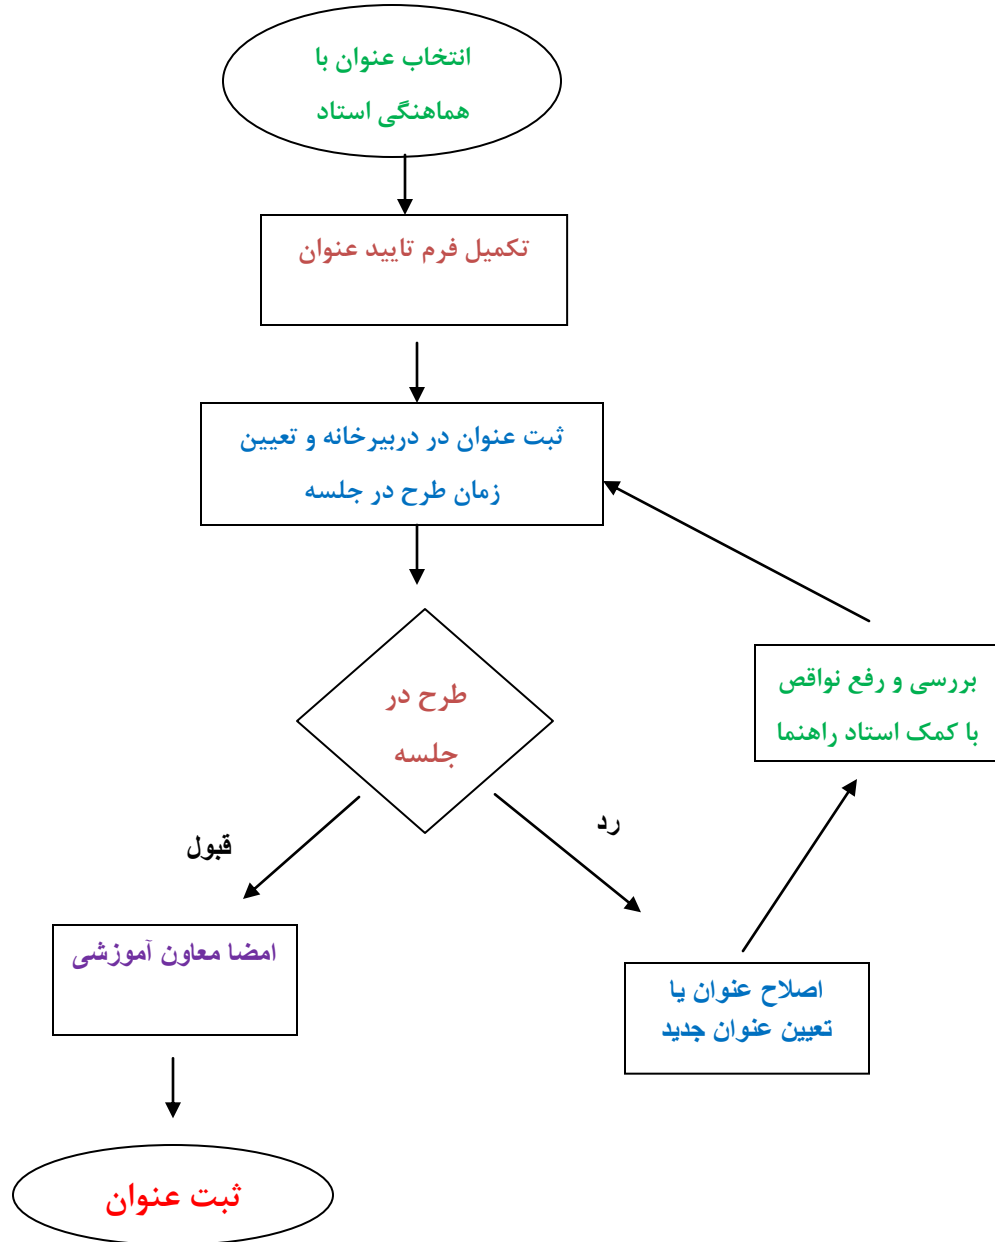 انتخاب عنوان با
هماهنگی استاد
تکمیل فرم تایید عنوان
ثبت عنوان در دربیرخانه و تعیین
زمان طرح در جلسه
طرح در
جلسه
بررسی و رفع نواقص
با کمک استاد راهنما
رد
قبول
امضا معاون آموزشی
اصلاح عنوان یا
تعیین عنوان جدید
ثبت عنوان